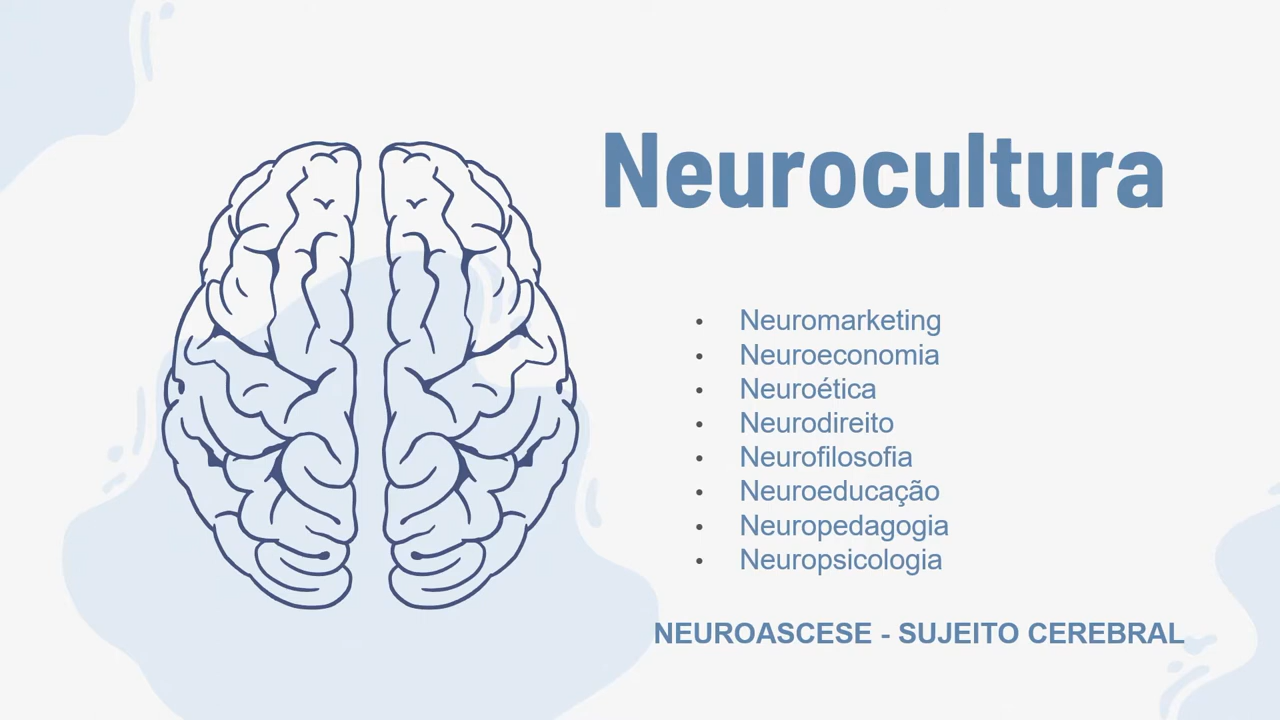 Neurocultura
• Neuromarketing
• Neuroeconomia
• Neuroética
• Neurodireito
• Neurofilosofia
• Neuroeducação
• Neuropedagogia
• Neuropsicologia
NEUROASCESE - SUJEITO CEREBRAL